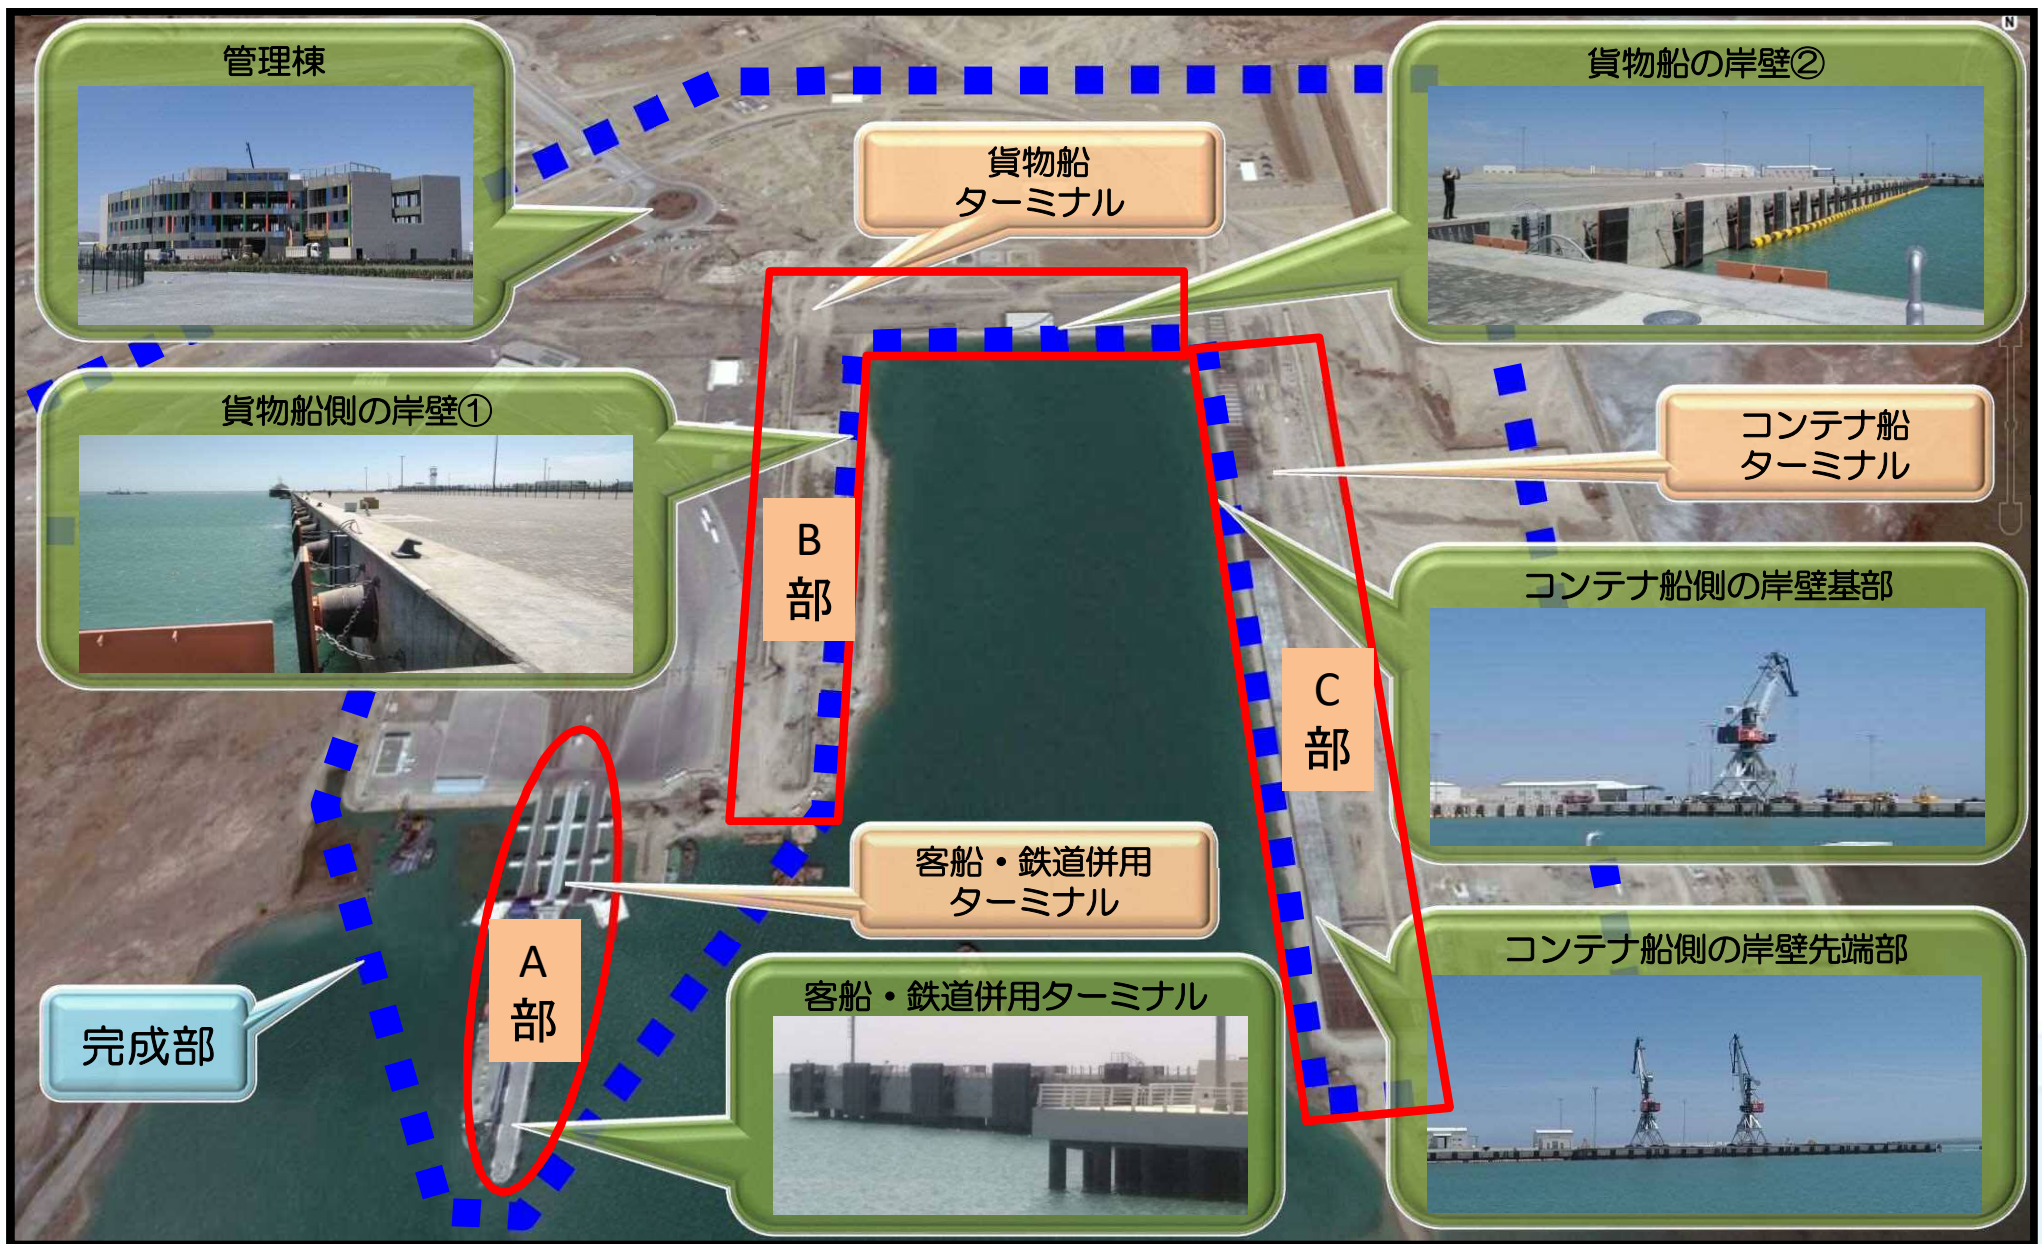 管理棟
貨物船の岸壁②
N
貨物船
ターミナル
貨物船側の岸壁①
コンテナ船
ターミナル
B
部
コンテナ船側の岸壁基部
C
部
客船・鉄道併用
ターミナル
A
部
コンテナ船側の岸壁先端部
客船・鉄道併用ターミナル
完成部